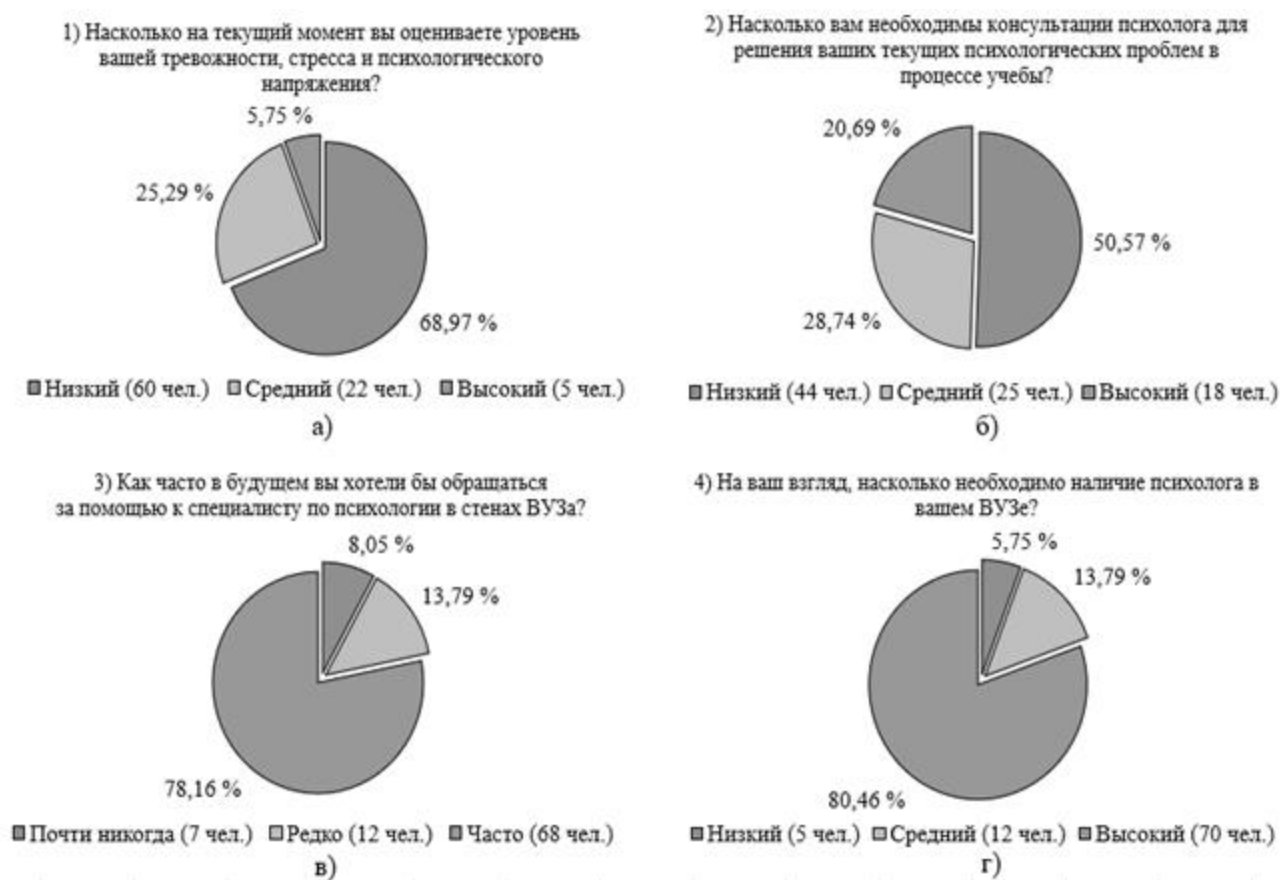 1) Насколько на текущий момент вы оцениваете уровень
вашей тревожности, стресса и психологического
напряжения?
5,75 %
25,29 %
68,97 %
Низкий (60 чел.) Средний (22 чел.) Высокий (5 чел.)
а)
2) Насколько вам необходимы консультации психолога для
решения ваших текущих психологических проблем в
процессе учебы?
20,69 %
50,57 %
28,74 %
Низкий (44 чел.) Средний (25 чел.) Высокий (18 чел.)
б)
3) Как часто в будущем вы хотели бы обращаться
за помощью к специалисту по психологии в стенах ВУЗа?
8,05 %
13,79 %
78,16 %
Почти никогда (7 чел.) Редко (12 чел.) Часто (68 чел.)
в)
4) На ваш взгляд, насколько необходимо наличие психолога в
вашем ВУЗе?
5,75 %
13,79 %
80,46 %
Низкий (5 чел.) Средний (12 чел.) Высокий (70 чел.)
г)